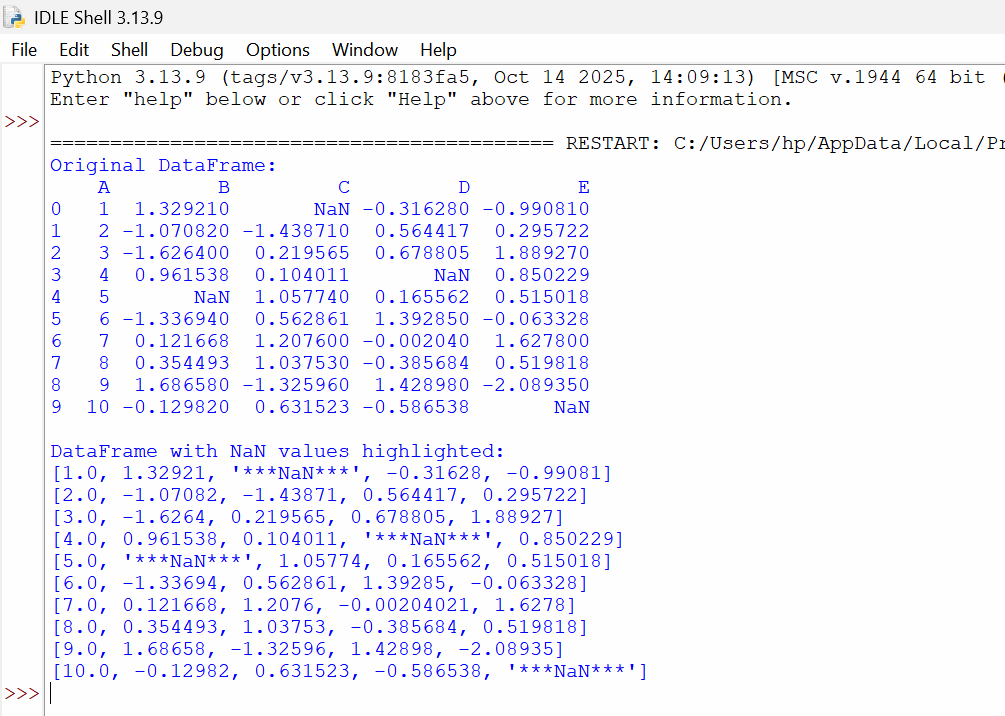 IDLE Shell 3.13.9
File Edit Shell Debug Options Window Help
Python 3.13.9 (tags/v3.13.9:8183fa5, Oct 14 2025, 14:09:13) [MSC v.1944 64 bit (
Enter "help" below or click "Help" above for more information.
>>>
========================================== RESTART: C:/Users/hp/AppData/Local/Pr
Original DataFrame:
    A         B         C         D         E
0   1  1.329210       NaN -0.316280 -0.990810
1   2 -1.070820 -1.438710  0.564417  0.295722
2   3 -1.626400  0.219565  0.678805  1.889270
3   4  0.961538  0.104011       NaN  0.850229
4   5       NaN  1.057740  0.165562  0.515018
5   6 -1.336940  0.562861  1.392850 -0.063328
6   7  0.121668  1.207600 -0.002040  1.627800
7   8  0.354493  1.037530 -0.385684  0.519818
8   9  1.686580 -1.325960  1.428980 -2.089350
9  10 -0.129820  0.631523 -0.586538       NaN
DataFrame with NaN values highlighted:
[1.0, 1.32921, '***NaN***', -0.31628, -0.99081]
[2.0, -1.07082, -1.43871, 0.564417, 0.295722]
[3.0, -1.6264, 0.219565, 0.678805, 1.88927]
[4.0, 0.961538, 0.104011, '***NaN***', 0.850229]
[5.0, '***NaN***', 1.05774, 0.165562, 0.515018]
[6.0, -1.33694, 0.562861, 1.39285, -0.063328]
[7.0, 0.121668, 1.2076, -0.00204021, 1.6278]
[8.0, 0.354493, 1.03753, -0.385684, 0.519818]
[9.0, 1.68658, -1.32596, 1.42898, -2.08935]
[10.0, -0.12982, 0.631523, -0.586538, '***NaN***']
>>>